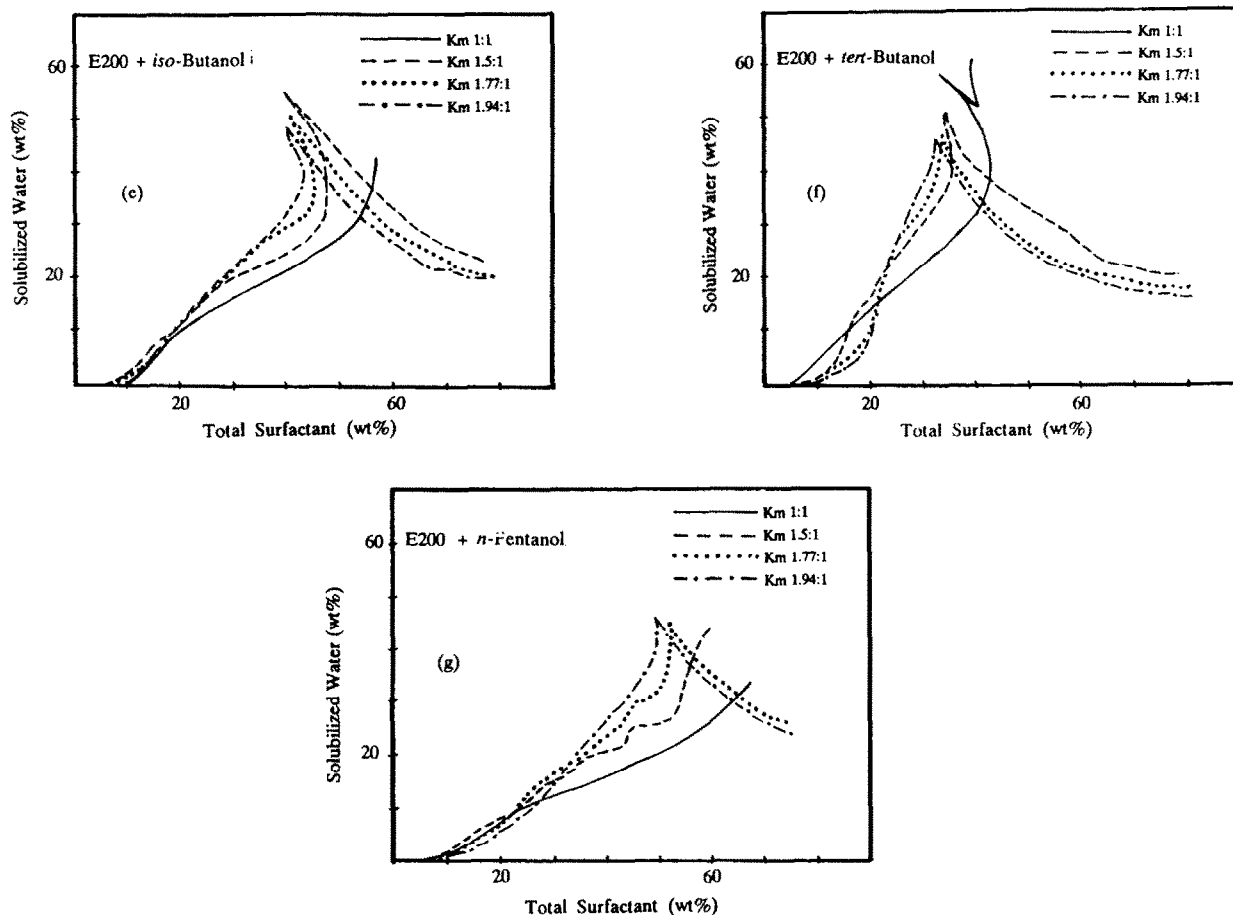 E200 + iso-Butanol
Km 1:1
Km 1.5:1
Km 1.77:1
Km 1.94:1
60
20
Solubilized Water (wt%)
(e)
20
60
Total Surfactant (wt%)
E200 + tert-Butanol
Km 1:1
Km 1.5:1
Km 1.77:1
Km 1.94:1
60
20
Solubilized Water (wt%)
(f)
20
60
Total Surfactant (wt%)
E200 + n-Pentanol
Km 1:1
Km 1.5:1
Km 1.77:1
Km 1.94:1
60
20
Solubilized Water (wt%)
(g)
20
60
Total Surfactant (wt%)